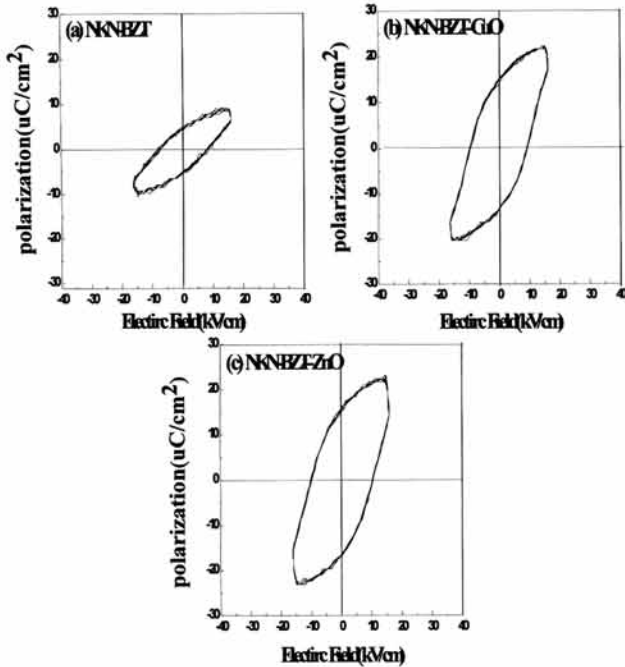 (a) NKN-BZT
polarization(uC/cm²)
30
20
10
0
-10
-20
-30
-40 -30 -20 -10 0 10 20 30 40
Electirc Field(kV/cm)
(b) NKN-BZT-CuO
polarization(uC/cm²)
30
20
10
0
-10
-20
-30
-40 -30 -20 -10 0 10 20 30 40
Electirc Field(kV/cm)
(c) NKN-BZT-ZnO
polarization(uC/cm²)
30
20
10
0
-10
-20
-30
-40 -30 -20 -10 0 10 20 30 40
Electirc Field(kV/cm)